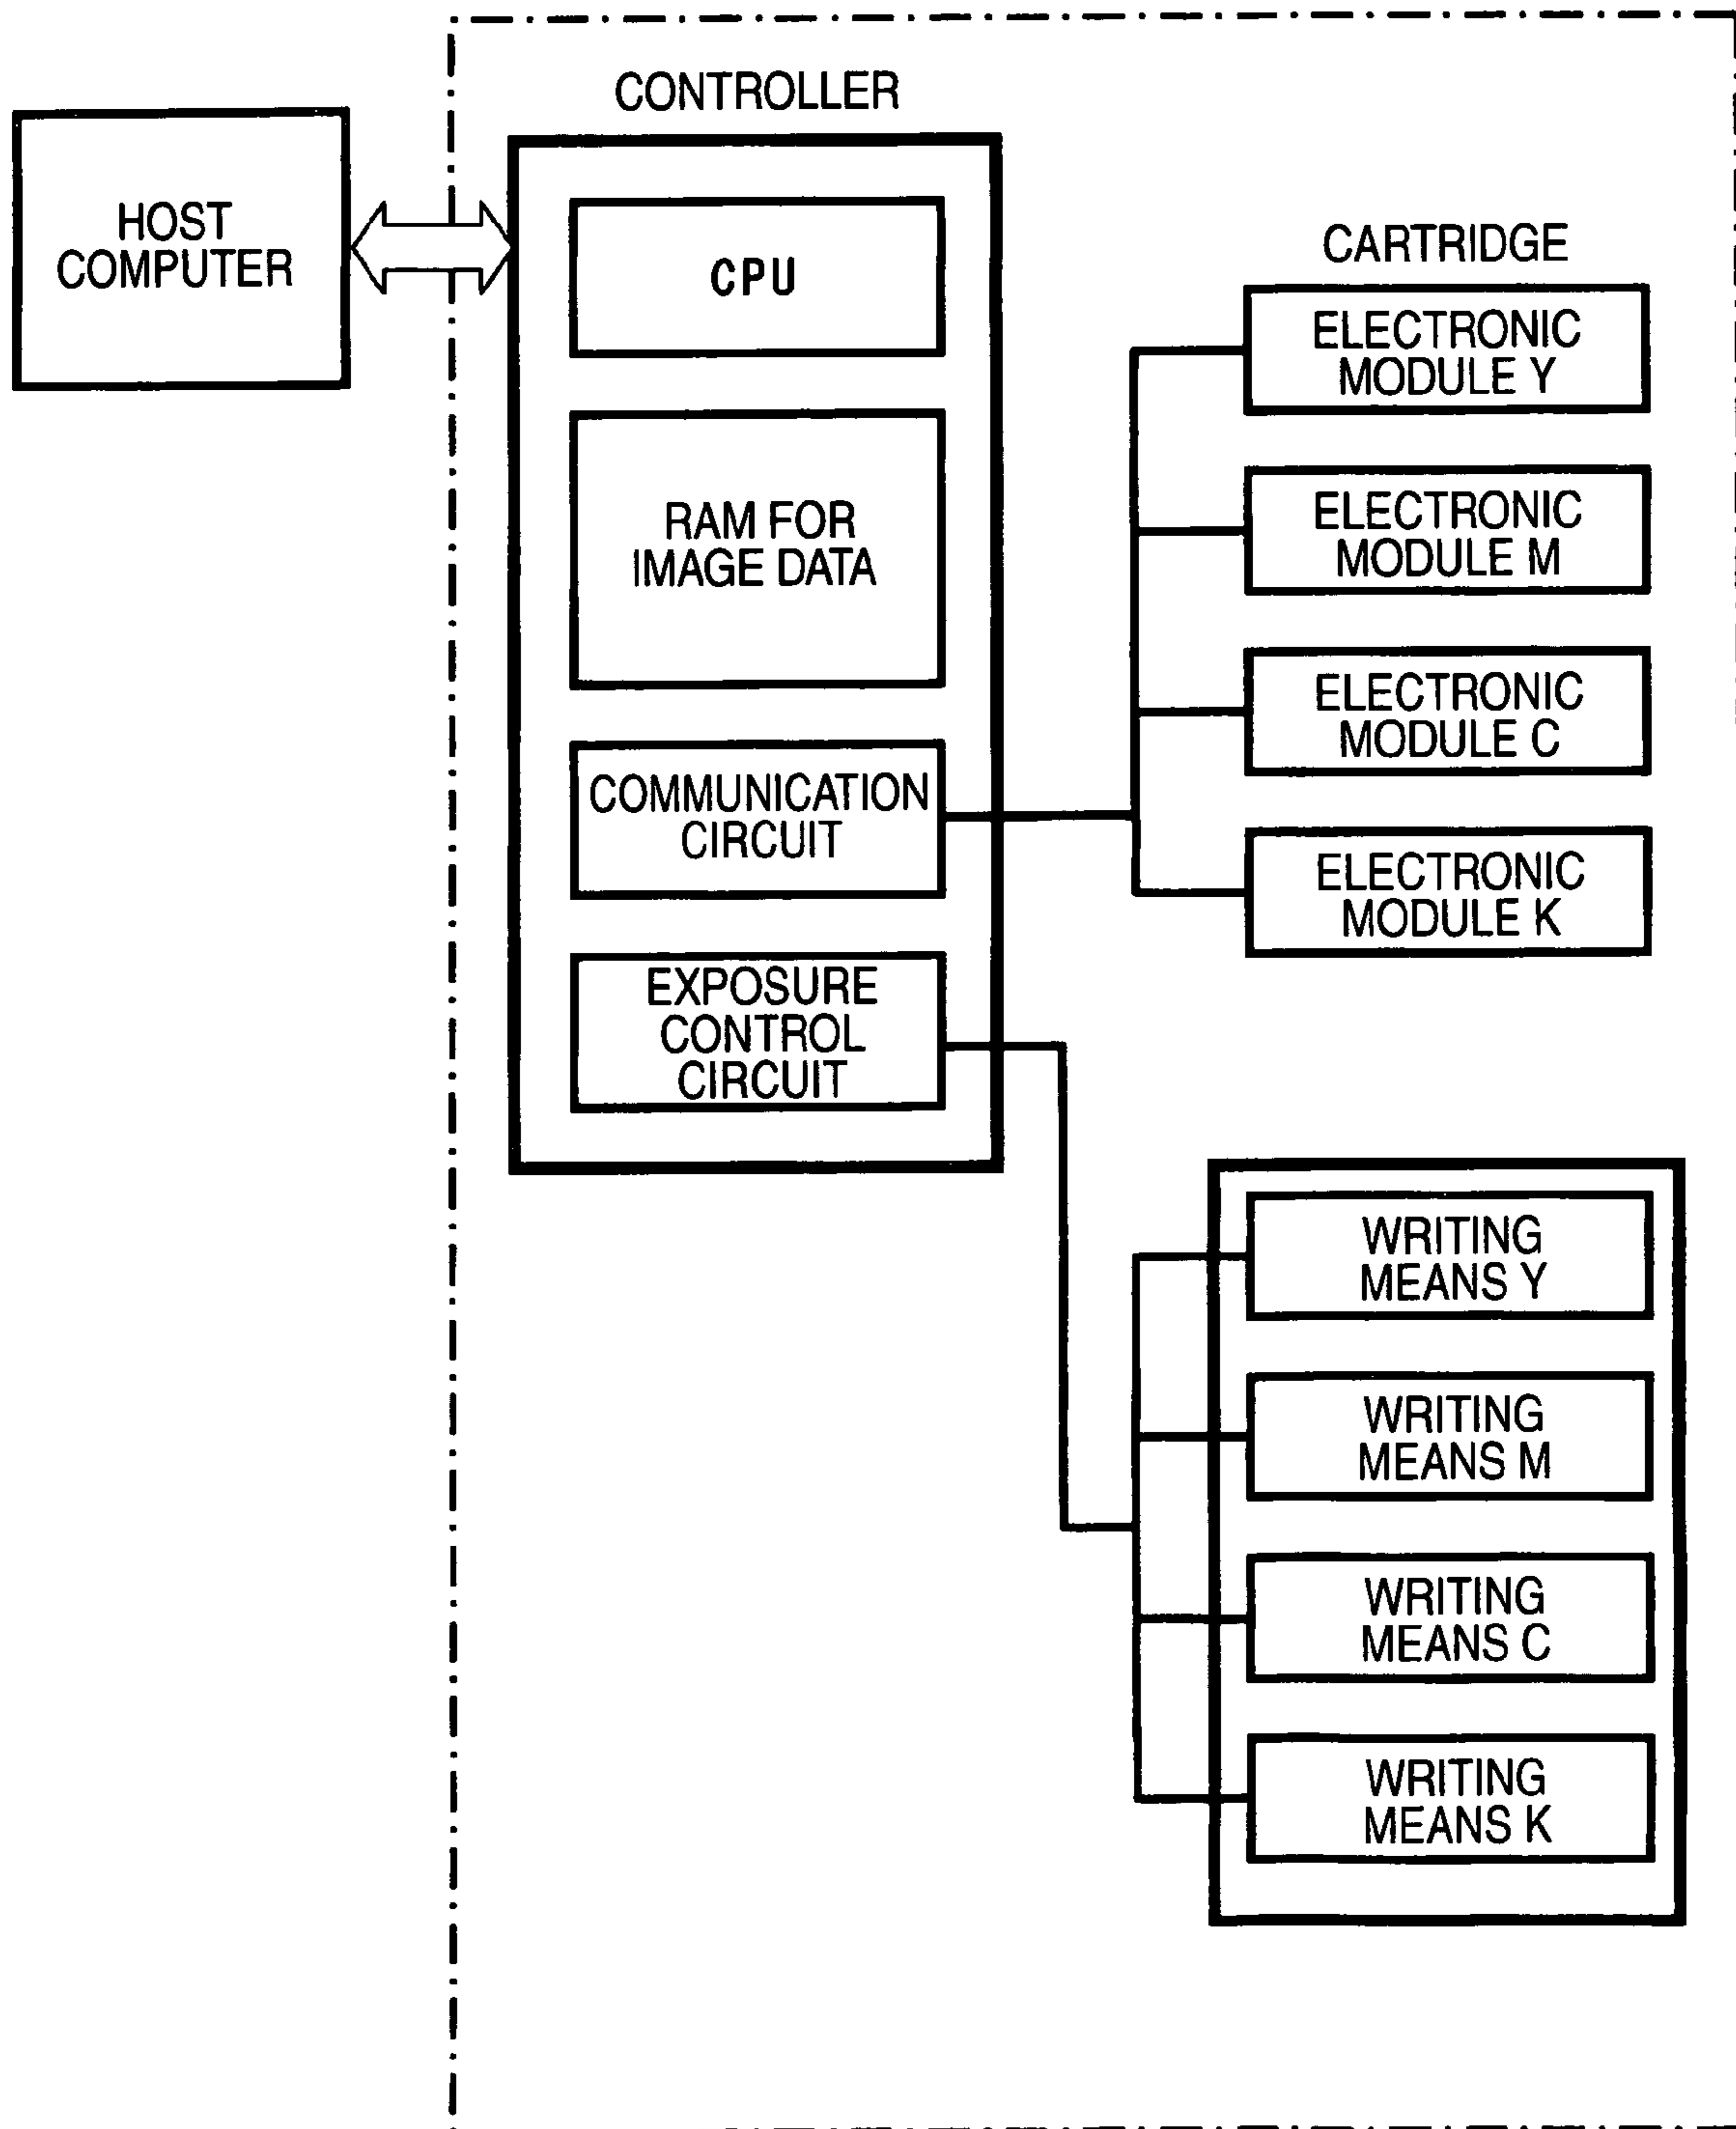 CONTROLLER
HOST
COMPUTER
CPU
RAM FOR
IMAGE DATA
COMMUNICATION
CIRCUIT
EXPOSURE
CONTROL
CIRCUIT
CARTRIDGE
ELECTRONIC
MODULE Y
ELECTRONIC
MODULE M
ELECTRONIC
MODULE C
ELECTRONIC
MODULE K
WRITING
MEANS Y
WRITING
MEANS M
WRITING
MEANS C
WRITING
MEANS K